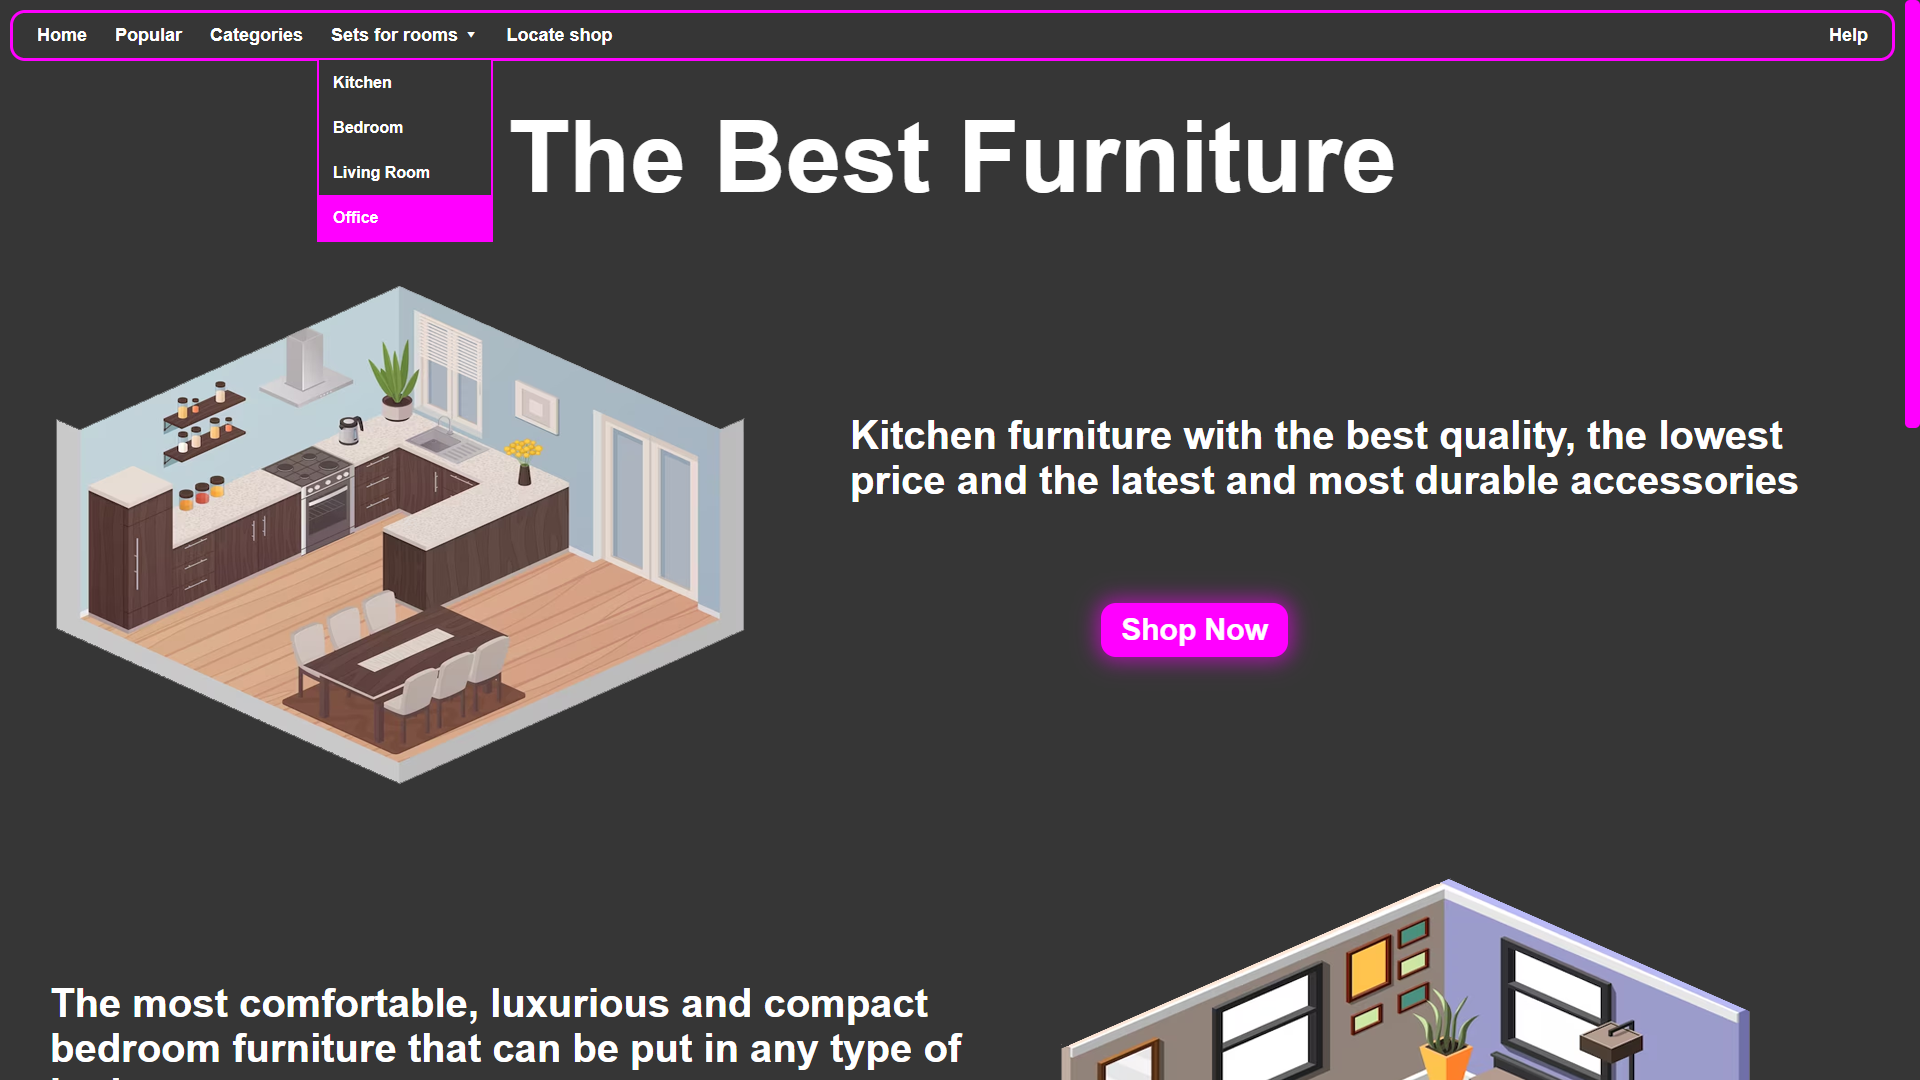 Home Popular Categories Sets for rooms Locate shop Help
Kitchen
Bedroom
Living Room
Office
The Best Furniture
Kitchen furniture with the best quality, the lowest
price and the latest and most durable accessories
Shop Now
The most comfortable, luxurious and compact
bedroom furniture that can be put in any type of